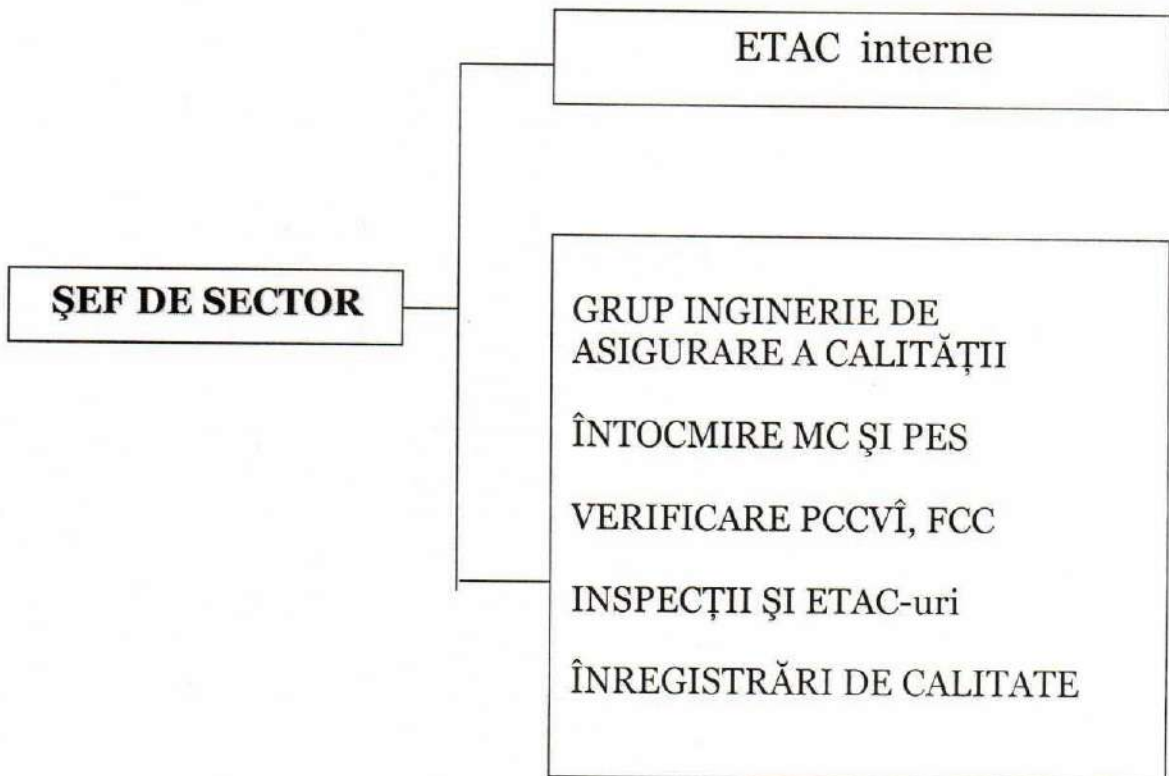 ETAC interne
ŞEF DE SECTOR
GRUP INGINERIE DE
ASIGURARE A CALITĂŢII
ÎNTOCMIRE MC ŞI PES
VERIFICARE PCCVÎ, FCC
INSPECŢII ŞI ETAC-uri
ÎNREGISTRĂRI DE CALITATE